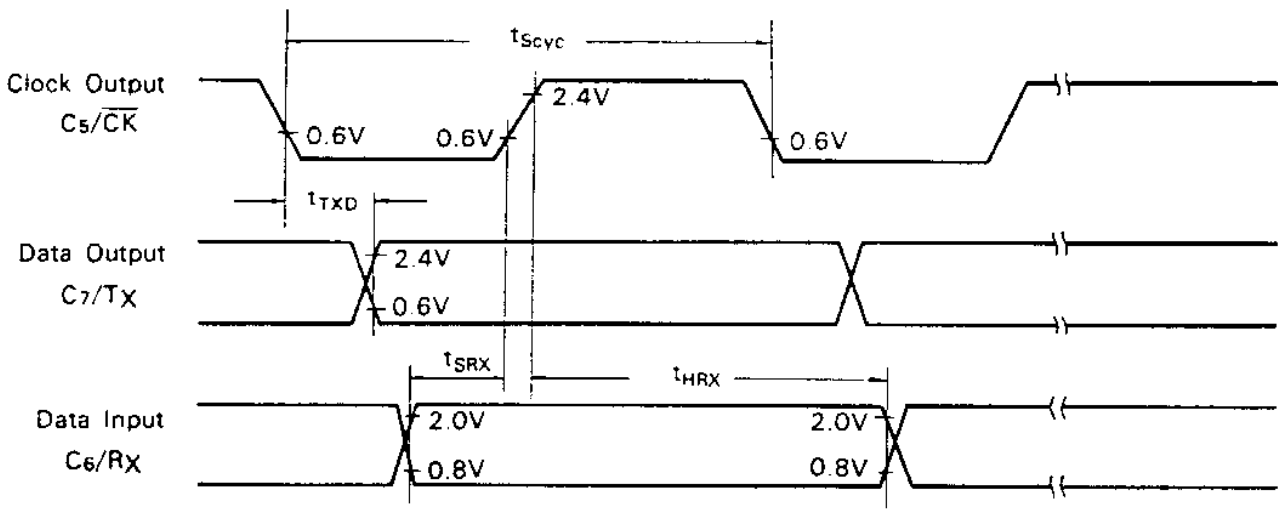 tScyc
Clock Output
C5/C̅K̅
2.4V
0.6V
0.6V
0.6V
tTXD
Data Output
C7/TX
2.4V
0.6V
tSRX
tHRX
Data Input
C6/RX
2.0V
2.0V
0.8V
0.8V